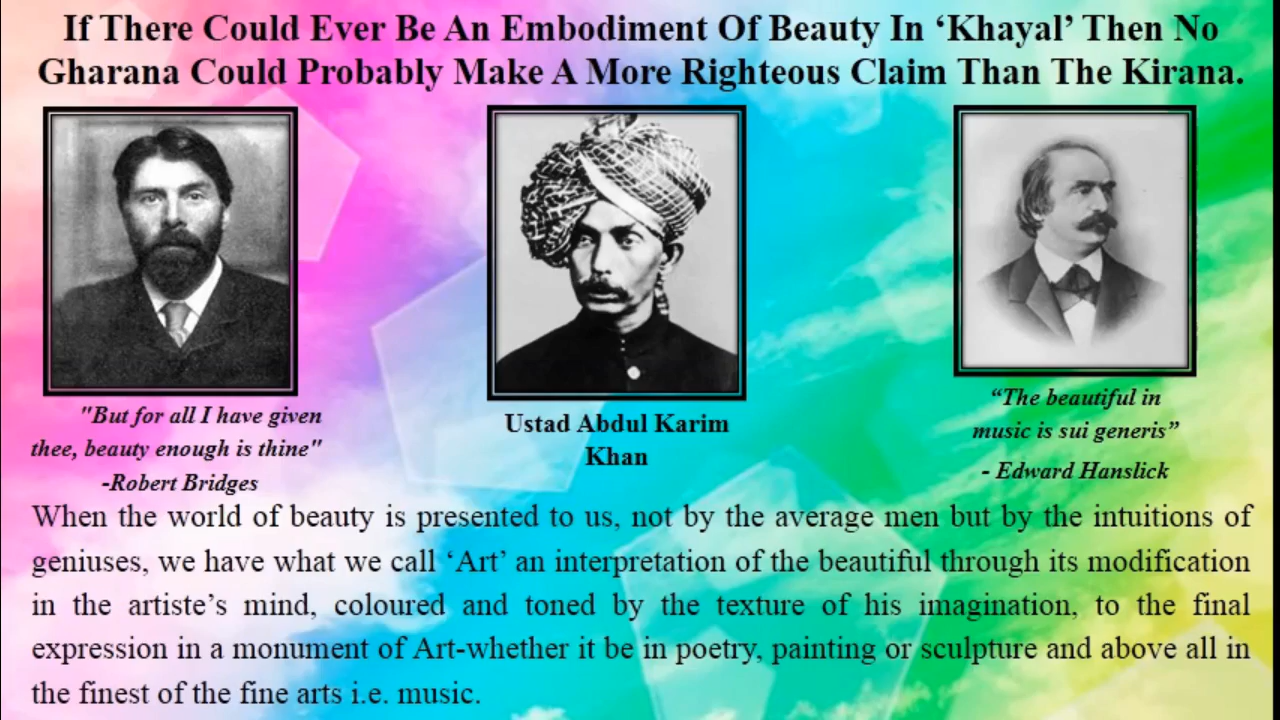 If There Could Ever Be An Embodiment Of Beauty In ‘Khayal’ Then No
Gharana Could Probably Make A More Righteous Claim Than The Kirana.
"But for all I have given
thee, beauty enough is thine"
-Robert Bridges
Ustad Abdul Karim
Khan
“The beautiful in
music is sui generis”
- Edward Hanslick
When the world of beauty is presented to us, not by the average men but by the intuitions of
geniuses, we have what we call ‘Art’ an interpretation of the beautiful through its modification
in the artiste’s mind, coloured and toned by the texture of his imagination, to the final
expression in a monument of Art-whether it be in poetry, painting or sculpture and above all in
the finest of the fine arts i.e. music.